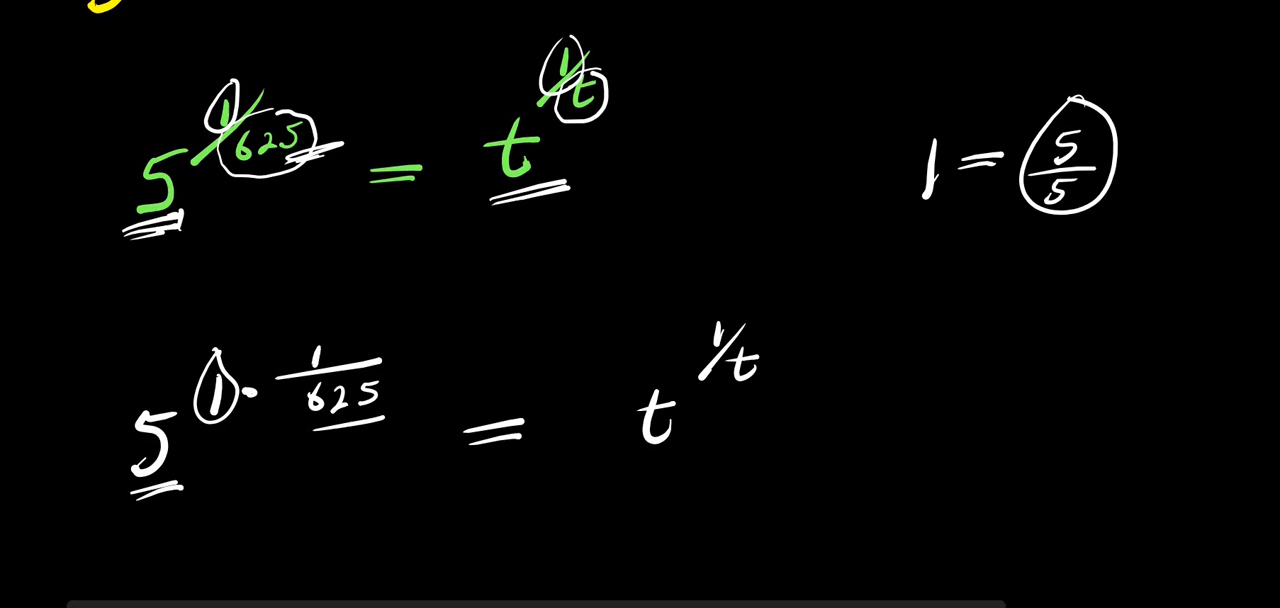 5^{1/625} = t^{1/t}
1 = 5/5
5^{1 · 1/625} = t^{1/t}